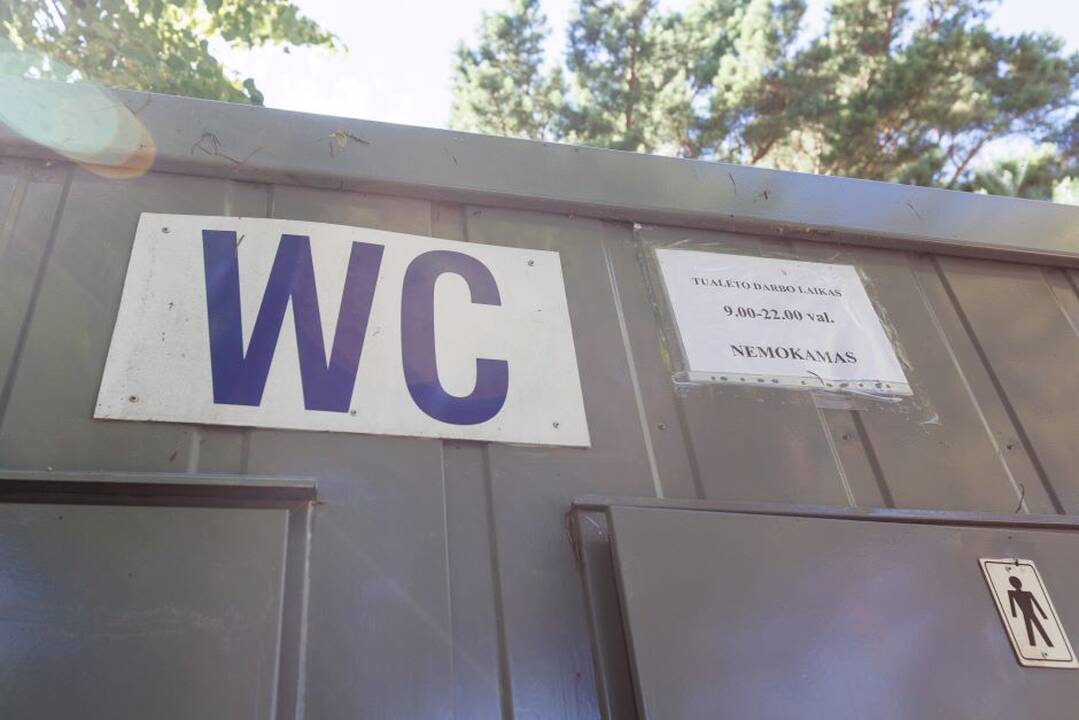 WC
TUALETO DARBO LAIKAS
9.00-22.00 val.
NEMOKAMAS